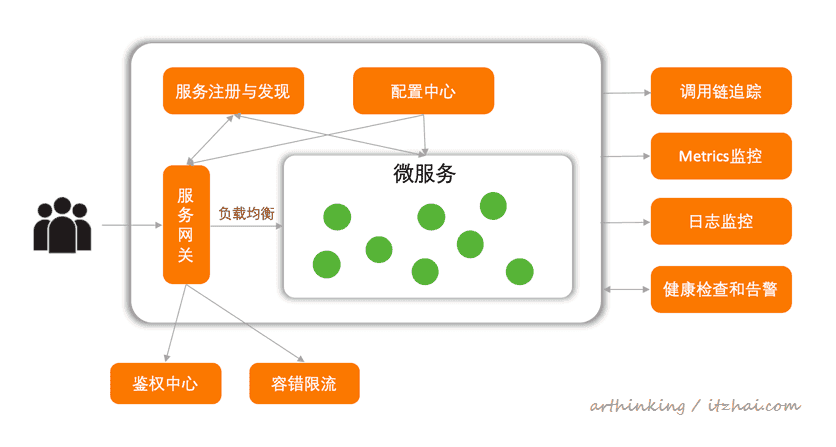 服务注册与发现
配置中心
调用链追踪
Metrics监控
微服务
服务网关
负载均衡
日志监控
健康检查和告警
鉴权中心
容错限流
arthinking / itzhai.com